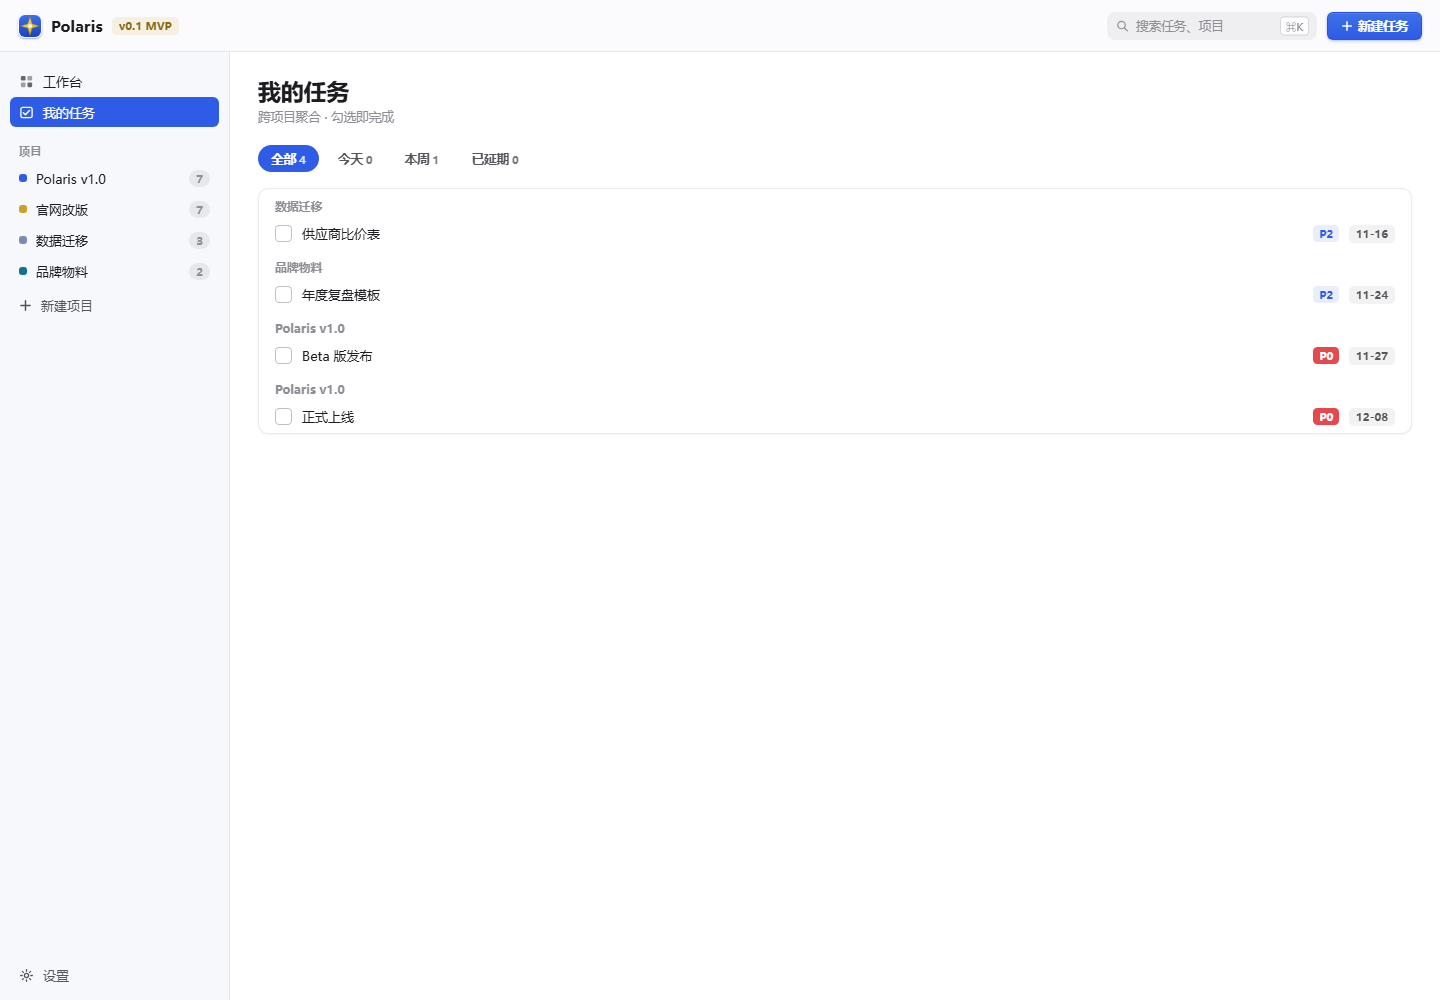 Polaris v0.1 MVP
搜索任务、项目 ⌘K
+ 新建任务
工作台
我的任务
项目
Polaris v1.0 7
官网改版 7
数据迁移 3
品牌物料 2
+ 新建项目
设置
我的任务
跨项目聚合 · 勾选即完成
全部 4 今天 0 本周 1 已延期 0
数据迁移
供应商比价表 P2 11-16
品牌物料
年度复盘模板 P2 11-24
Polaris v1.0
Beta 版发布 P0 11-27
Polaris v1.0
正式上线 P0 12-08